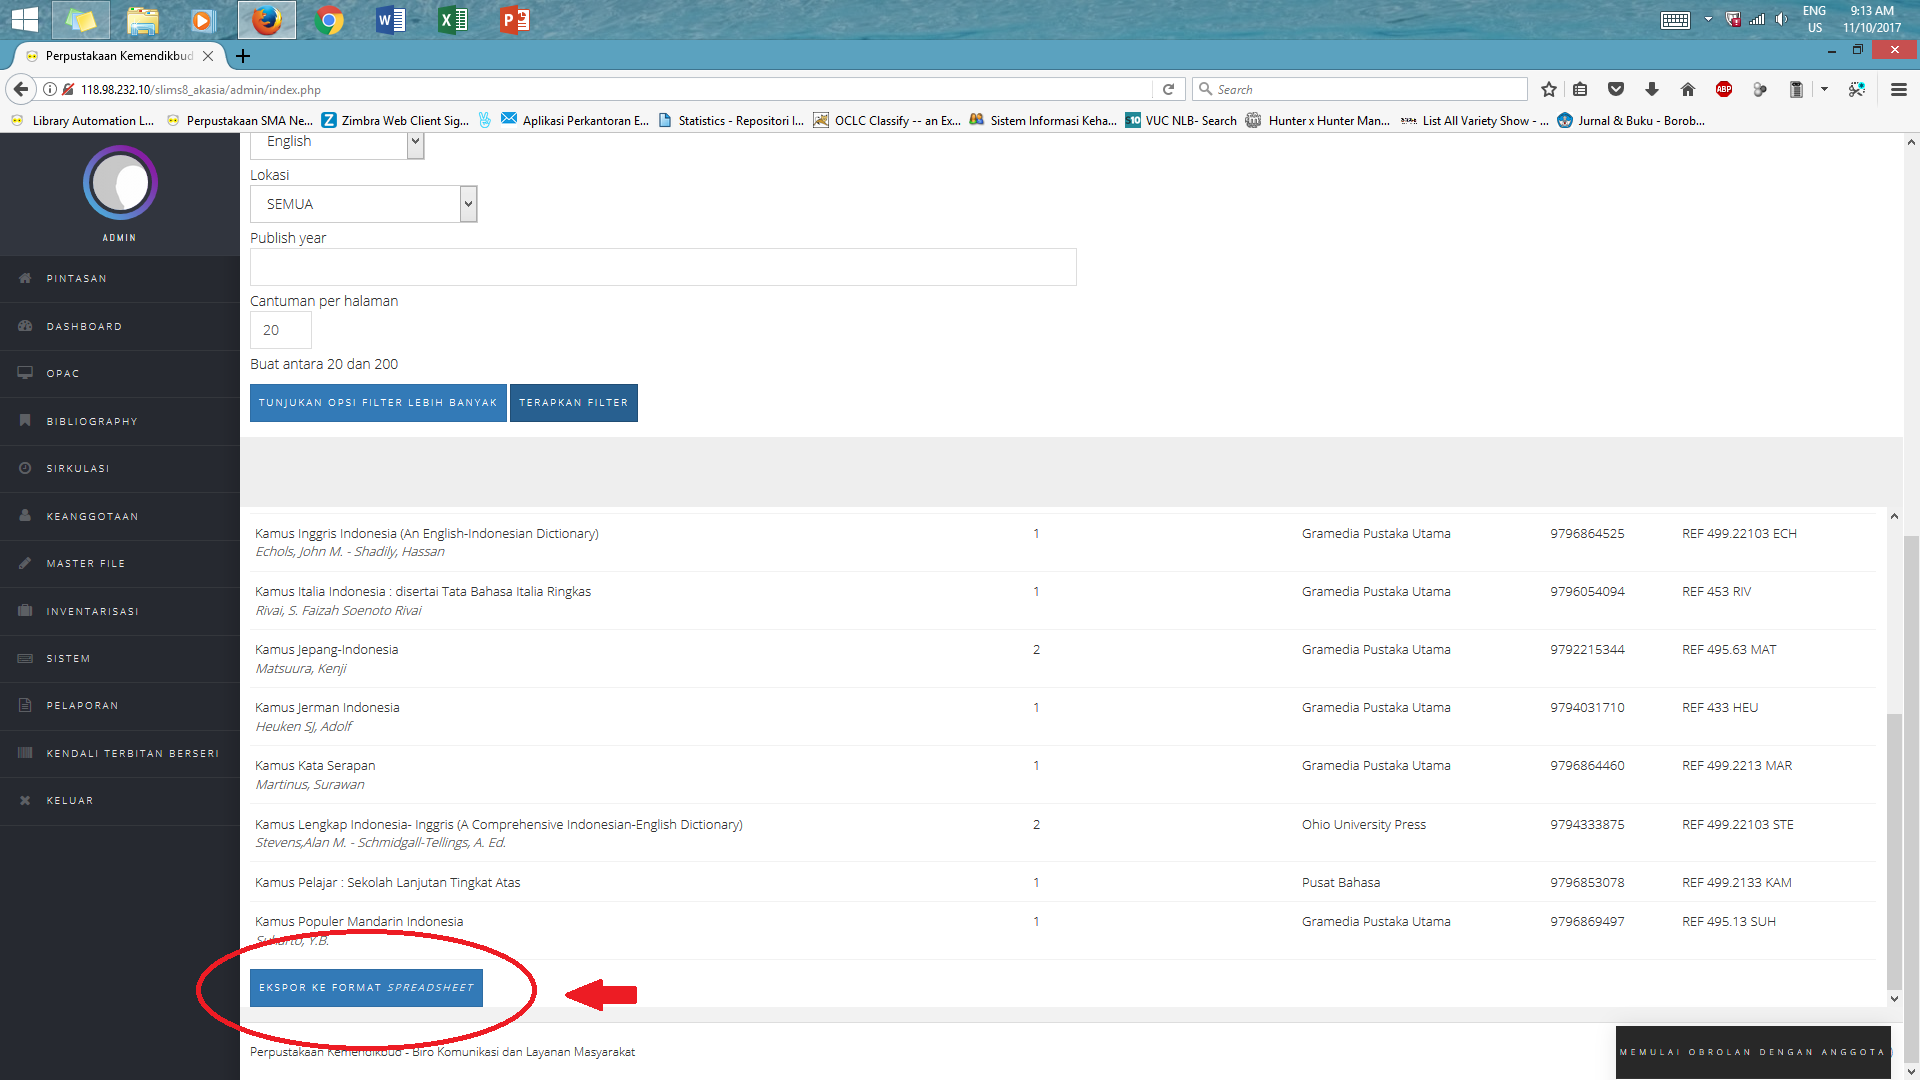 ENG
9:13 AM
US
11/10/2017
Perpustakaan Kemendikbud
118.98.232.10/slims8_akasia/admin/index.php
Search
ABP
Library Automation L...
Perpustakaan SMA Ne...
Zimbra Web Client Sig...
Aplikasi Perkantoran E...
Statistics - Repositori I...
OCLC Classify -- an Ex...
Sistem Informasi Keha...
VUC NLB- Search
Hunter x Hunter Man...
List All Variety Show - ...
Jurnal & Buku - Borob...
ADMIN
PINTASAN
DASHBOARD
OPAC
BIBLIOGRAPHY
SIRKULASI
KEANGGOTAAN
MASTER FILE
INVENTARISASI
SISTEM
PELAPORAN
KENDALI TERBITAN BERSERI
KELUAR
English
Lokasi
SEMUA
Publish year
Cantuman per halaman
20
Buat antara 20 dan 200
TUNJUKAN OPSI FILTER LEBIH BANYAK
TERAPKAN FILTER
Kamus Inggris Indonesia (An English-Indonesian Dictionary) 1 Gramedia Pustaka Utama 9796864525 REF 499.22103 ECH
Echols, John M. - Shadily, Hassan
Kamus Italia Indonesia : disertai Tata Bahasa Italia Ringkas 1 Gramedia Pustaka Utama 9796054094 REF 453 RIV
Rivai, S. Faizah Soenoto Rivai
Kamus Jepang-Indonesia 2 Gramedia Pustaka Utama 9792215344 REF 495.63 MAT
Matsuura, Kenji
Kamus Jerman Indonesia 1 Gramedia Pustaka Utama 9794031710 REF 433 HEU
Heuken SJ, Adolf
Kamus Kata Serapan 1 Gramedia Pustaka Utama 9796864460 REF 499.2213 MAR
Martinus, Surawan
Kamus Lengkap Indonesia- Inggris (A Comprehensive Indonesian-English Dictionary) 2 Ohio University Press 9794333875 REF 499.22103 STE
Stevens,Alan M. - Schmidgall-Tellings, A. Ed.
Kamus Pelajar : Sekolah Lanjutan Tingkat Atas 1 Pusat Bahasa 9796853078 REF 499.2133 KAM
Kamus Populer Mandarin Indonesia 1 Gramedia Pustaka Utama 9796869497 REF 495.13 SUH
Suharto, Y.B.
EKSPOR KE FORMAT SPREADSHEET
Perpustakaan Kemendikbud - Biro Komunikasi dan Layanan Masyarakat
MEMULAI OBROLAN DENGAN ANGGOTA